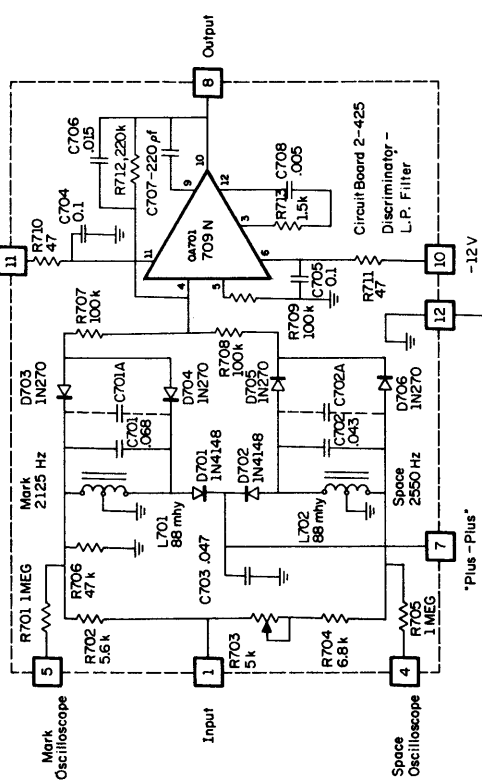 Mark
Oscilloscope
5
R701 1MEG
R702
5.6k
R706
47k
Input
1
R703
5k
R704
6.8k
C703 .047
Space
Oscilloscope
4
R705
1 MEG
7
"Plus-Plus"
Mark
2125 Hz
L701
88 mhy
C701
.068
C701A
D701
1N4148
D702
1N4148
L702
88mhy
C702
.043
C702A
Space
2550 Hz
D703
1N270
D704
1N270
D705
1N270
D706
1N270
R707
100k
R708
100k
R709
100k
11
R710
47
C704
0.1
C706
.015
R712, 220k
C707-220 pf
OA701
709 N
4
5
11
9
10
12
3
6
R713
1.5k
C708
.005
C705
0.1
R711
47
12
10
-12V
8
Output
Circuit Board 2-425
Discriminator -
L.P. Filter